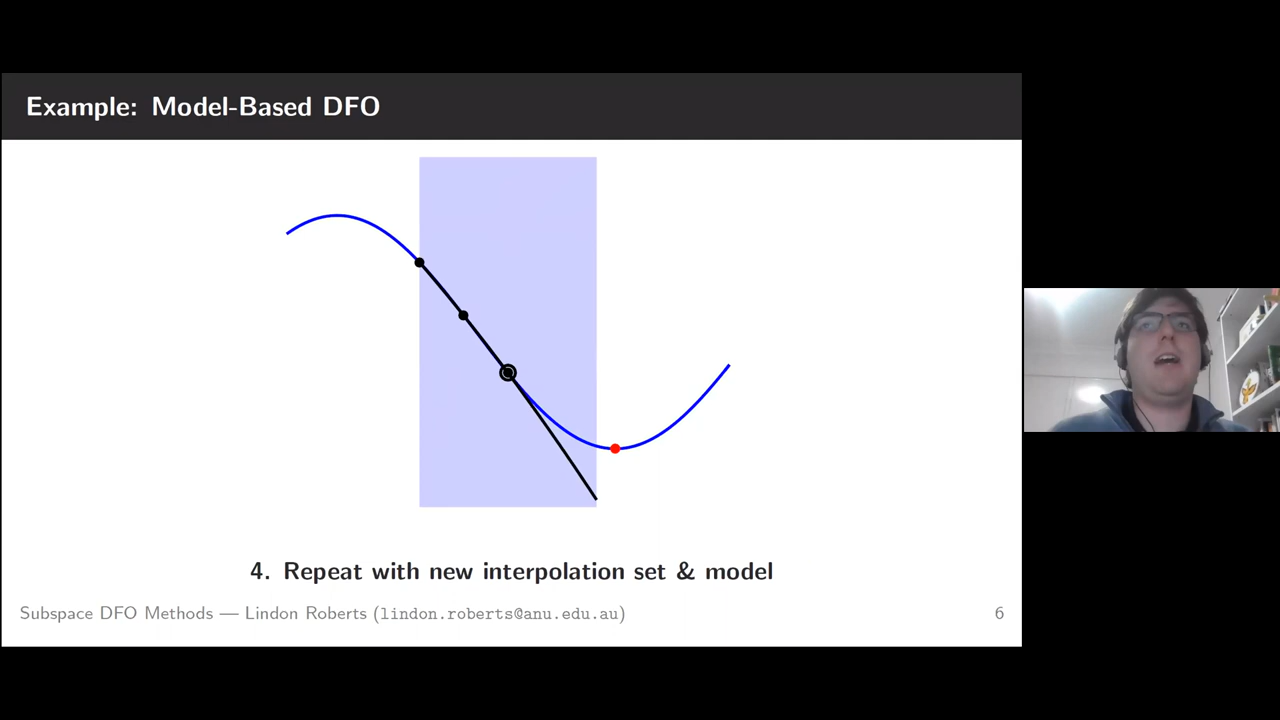 Example: Model-Based DFO
4. Repeat with new interpolation set & model
Subspace DFO Methods — Lindon Roberts (lindon.roberts@anu.edu.au)
6